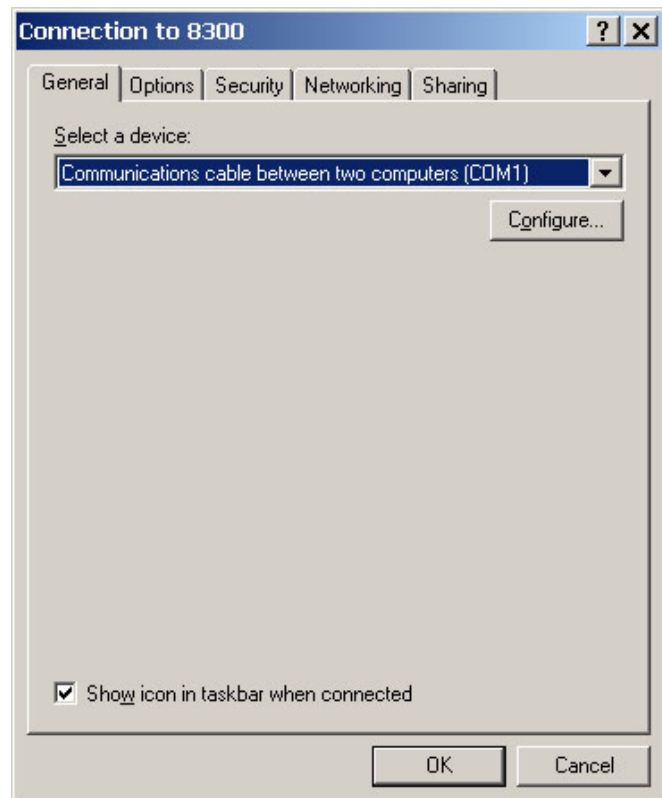 Connection to 8300
? X
General Options Security Networking Sharing
Select a device:
Communications cable between two computers (COM1)
Configure...
Show icon in taskbar when connected
OK Cancel